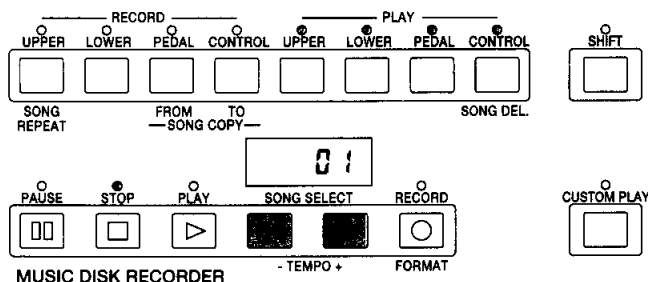 RECORD PLAY
UPPER LOWER PEDAL CONTROL UPPER LOWER PEDAL CONTROL SHIFT
SONG REPEAT FROM TO SONG DEL.
SONG COPY
01
PAUSE STOP PLAY SONG SELECT RECORD CUSTOM PLAY
- TEMPO + FORMAT
MUSIC DISK RECORDER